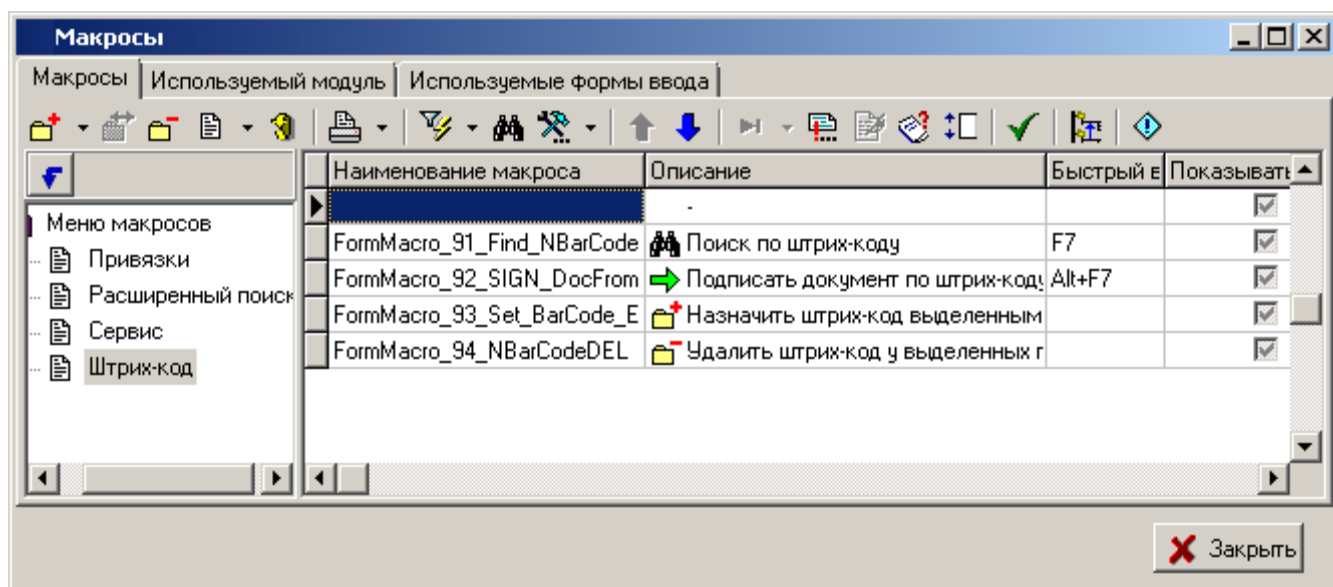 Макросы
Макросы Используемый модуль Используемые формы ввода
Наименование макроса Описание Быстрый в Показывать
-
FormMacro_91_Find_NBarCode Поиск по штрих-коду F7
FormMacro_92_SIGN_DocFrom Подписать документ по штрих-коду Alt+F7
FormMacro_93_Set_BarCode_E Назначить штрих-код выделенным
FormMacro_94_NBarCodeDEL Удалить штрих-код у выделенных г
Меню макросов
Привязки
Расширенный поиск
Сервис
Штрих-код
Закрыть